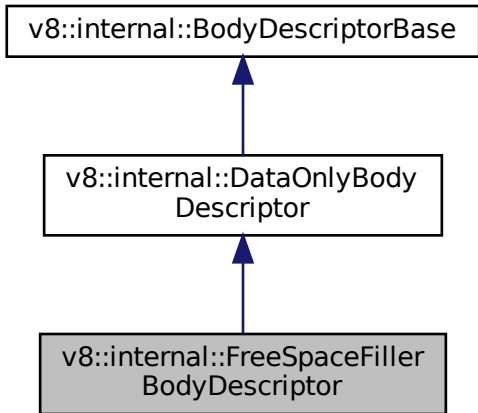 v8::internal::BodyDescriptorBase
v8::internal::DataOnlyBody
Descriptor
v8::internal::FreeSpaceFiller
BodyDescriptor